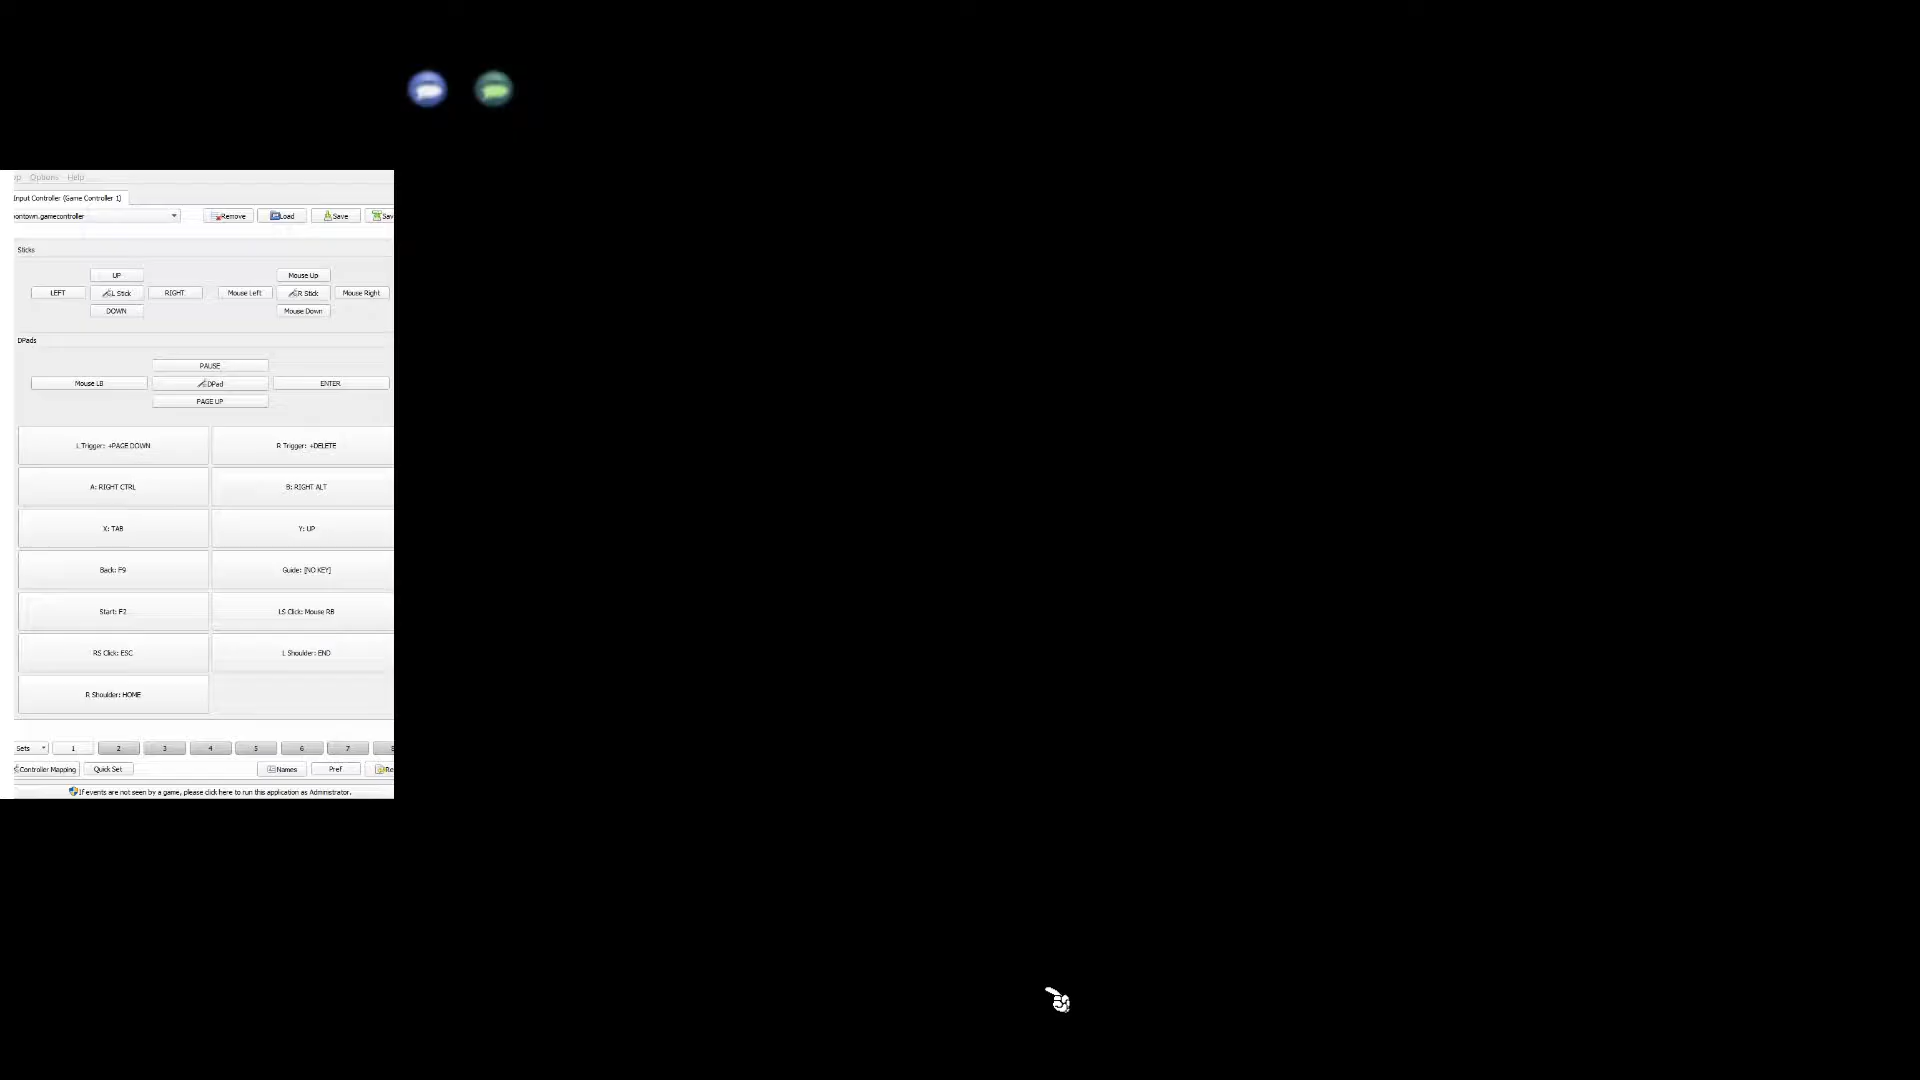 Options Help
Input Controller (Game Controller 1)
ontown.gamecontroller Remove Load Save Sav
Sticks
UP Mouse Up
LEFT L Stick RIGHT Mouse Left R Stick Mouse Right
DOWN Mouse Down
DPads
PAUSE
Mouse LB DPad ENTER
PAGE UP
L Trigger: +PAGE DOWN R Trigger: +DELETE
A: RIGHT CTRL B: RIGHT ALT
X: TAB Y: UP
Back: F9 Guide: [NO KEY]
Start: F2 LS Click: Mouse RB
RS Click: ESC L Shoulder: END
R Shoulder: HOME
Sets 1 2 3 4 5 6 7
Controller Mapping Quick Set Names Pref Re
If events are not seen by a game, please click here to run this application as Administrator.